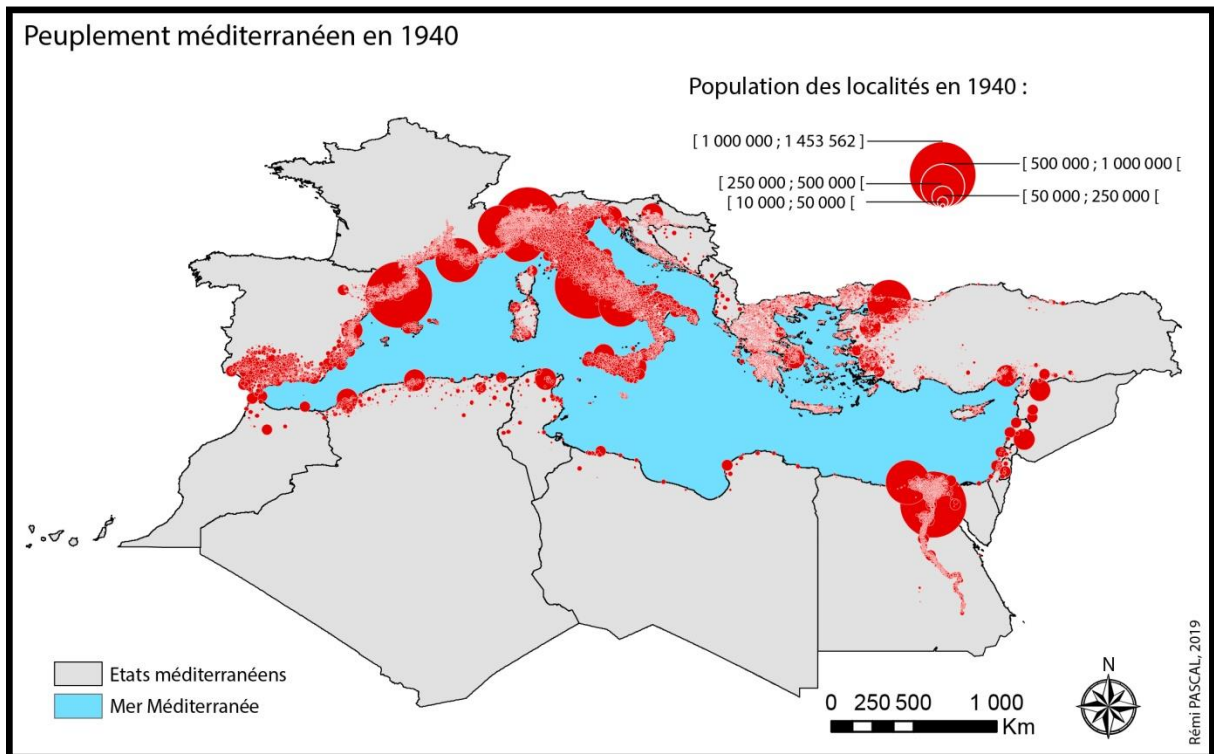 Peuplement méditerranéen en 1940
Population des localités en 1940 :
[ 1 000 000 ; 1 453 562 ]
[ 500 000 ; 1 000 000 [
[ 250 000 ; 500 000 [
[ 50 000 ; 250 000 [
[ 10 000 ; 50 000 [
Etats méditerranéens
Mer Méditerranée
0 250 500 1 000
Km
N
Rémi PASCAL, 2019